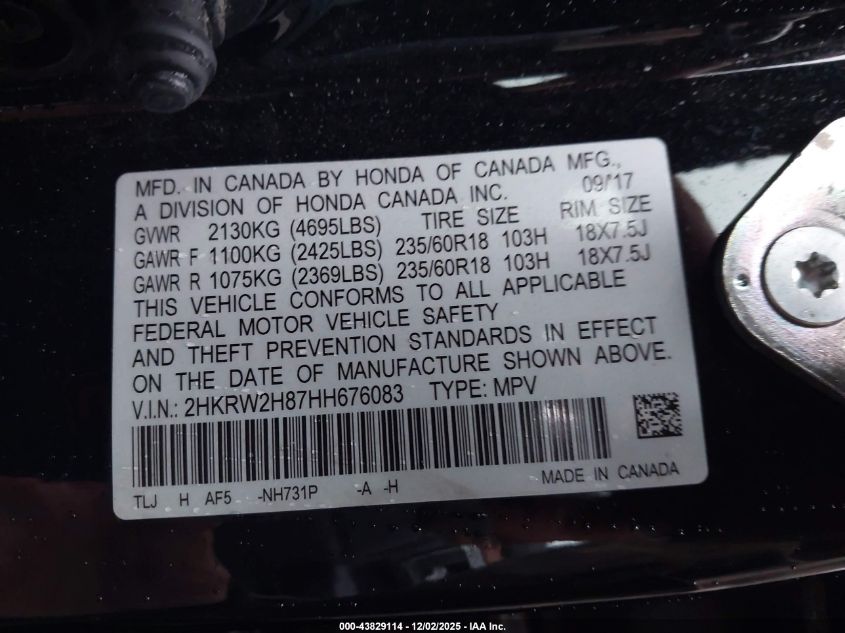 MFD. IN CANADA BY HONDA OF CANADA MFG.,
A DIVISION OF HONDA CANADA INC. 09/17
GVWR 2130KG (4695LBS) TIRE SIZE RIM SIZE
GAWR F 1100KG (2425LBS) 235/60R18 103H 18X7.5J
GAWR R 1075KG (2369LBS) 235/60R18 103H 18X7.5J
THIS VEHICLE CONFORMS TO ALL APPLICABLE
FEDERAL MOTOR VEHICLE SAFETY
AND THEFT PREVENTION STANDARDS IN EFFECT
ON THE DATE OF MANUFACTURE SHOWN ABOVE.
V.I.N.: 2HKRW2H87HH676083 TYPE: MPV
TLJ H AF5 -NH731P -A -H MADE IN CANADA
000-43829114 - 12/02/2025 - IAA Inc.